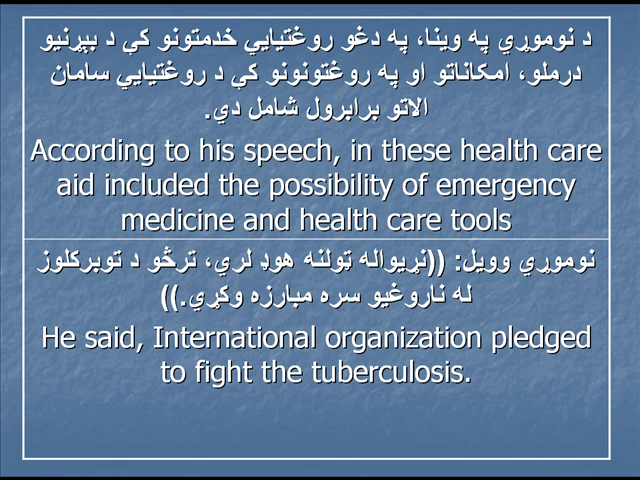 د نوموړي په وينا، په دغو روغتيايي خدمتونو کې د بېړنيو
درملو، امکاناتو او په روغتونونو کې د روغتيايي سامان
الاتو برابرول شامل دي.
According to his speech, in these health care
aid included the possibility of emergency
medicine and health care tools
نوموړي وويل: ((نړيواله ټولنه هوډ لري، ترڅو د توبرکلوز
له ناروغيو سره مبارزه وکړي.))
He said, International organization pledged
to fight the tuberculosis.